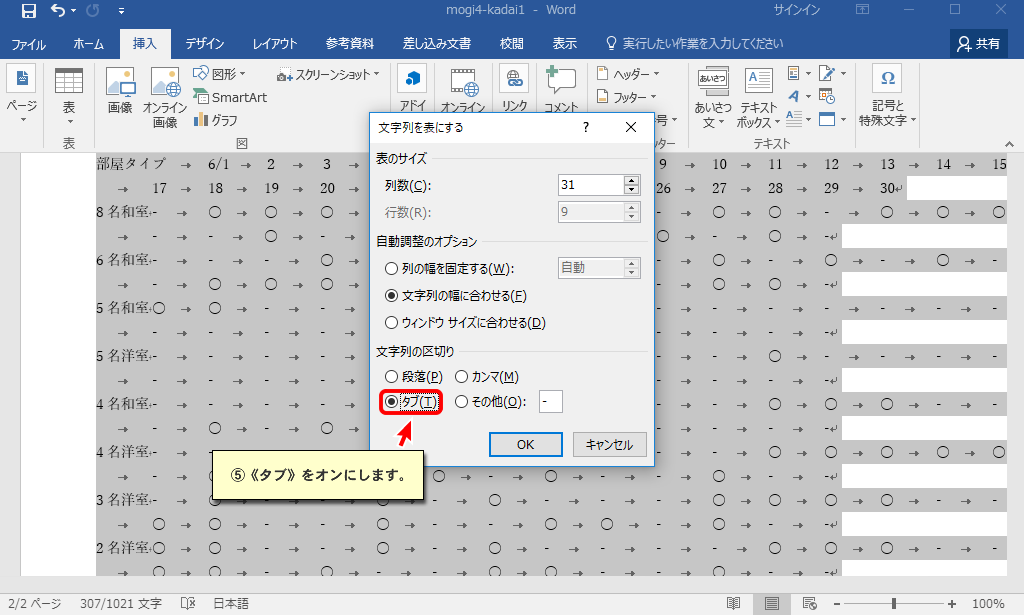 mogi4-kadai1 - Word
サインイン
ファイル ホーム 挿入 デザイン レイアウト 参考資料 差し込み文書 校閲 表示 実行したい作業を入力してください 共有
ページ
表
表
画像
オンライン
画像
図形
SmartArt
グラフ
スクリーンショット
図
アドイ
オンライン
リンク
コメント
ヘッダー
フッター
号
ター
あいさつ
あいさつ
文
テキスト
ボックス
テキスト
Ω
記号と
特殊文字
文字列を表にする ? ×
表のサイズ
列数(C): 31
行数(R): 9
自動調整のオプション
列の幅を固定する(W): 自動
文字列の幅に合わせる(F)
ウィンドウ サイズに合わせる(D)
文字列の区切り
段落(P) カンマ(M)
タブ(T) その他(O): -
OK キャンセル
⑤《タブ》をオンにします。
部屋タイプ → 6/1 → 2 → 3 → 9 → 10 → 11 → 12 → 13 → 14 → 15
→ 17 → 18 → 19 → 20 → 26 → 27 → 28 → 29 → 30
8 名和室
6 名和室
5 名和室
5 名洋室
4 名和室
4 名洋室
3 名和室
2 名洋室
2/2 ページ 307/1021 文字 日本語 100%